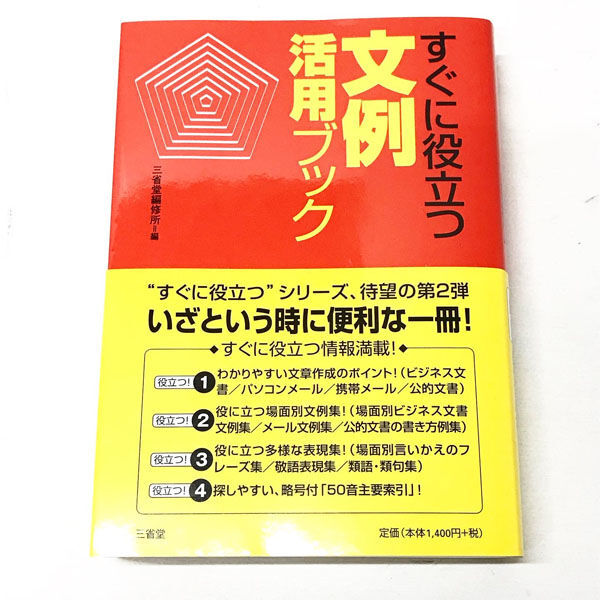 すぐに役立つ
文例
活用ブック
三省堂編修所=編
“すぐに役立つ”シリーズ、待望の第2弾
いざという時に便利な一冊!
◆すぐに役立つ情報満載!◆
役立つ! 1 わかりやすい文章作成のポイント!(ビジネス文
書/パソコンメール/携帯メール/公的文書)
役立つ! 2 役に立つ場面別文例集!(場面別ビジネス文書
文例集/メール文例集/公的文書の書き方例集)
役立つ! 3 役に立つ多様な表現集!(場面別言いかえのフ
レーズ集/敬語表現集/類語・類句集)
役立つ! 4 探しやすい、略号付「50音主要索引」!
三省堂
定価(本体1,400円+税)